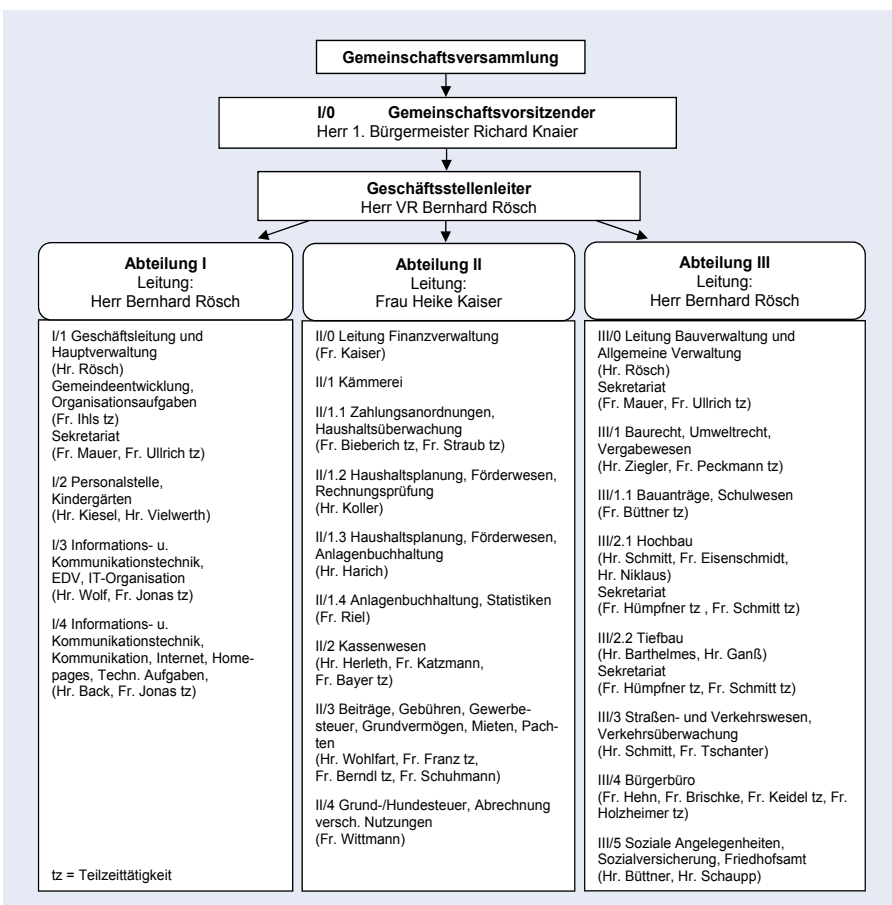 Gemeinschaftsversammlung
I/0 Gemeinschaftsvorsitzender
Herr 1. Bürgermeister Richard Knaier
Geschäftsstellenleiter
Herr VR Bernhard Rösch
Abteilung I
Leitung:
Herr Bernhard Rösch
I/1 Geschäftsleitung und
Hauptverwaltung
(Hr. Rösch)
Gemeindeentwicklung,
Organisationsaufgaben
(Fr. Ihls tz)
Sekretariat
(Fr. Mauer, Fr. Ullrich tz)
I/2 Personalstelle,
Kindergärten
(Hr. Kiesel, Hr. Vielwerth)
I/3 Informations- u.
Kommunikationstechnik,
EDV, IT-Organisation
(Hr. Wolf, Fr. Jonas tz)
I/4 Informations- u.
Kommunikationstechnik,
Kommunikation, Internet, Home-
pages, Techn. Aufgaben,
(Hr. Back, Fr. Jonas tz)
tz = Teilzeittätigkeit
Abteilung II
Leitung:
Frau Heike Kaiser
II/0 Leitung Finanzverwaltung
(Fr. Kaiser)
II/1 Kämmerei
II/1.1 Zahlungsanordnungen,
Haushaltsüberwachung
(Fr. Bieberich tz, Fr. Straub tz)
II/1.2 Haushaltsplanung, Förderwesen,
Rechnungsprüfung
(Hr. Koller)
II/1.3 Haushaltsplanung, Förderwesen,
Anlagenbuchhaltung
(Hr. Harich)
II/1.4 Anlagenbuchhaltung, Statistiken
(Fr. Riel)
II/2 Kassenwesen
(Hr. Herleth, Fr. Katzmann,
Fr. Bayer tz)
II/3 Beiträge, Gebühren, Gewerbe-
steuer, Grundvermögen, Mieten, Pach-
ten
(Hr. Wohlfart, Fr. Franz tz,
Fr. Berndl tz, Fr. Schuhmann)
II/4 Grund-/Hundesteuer, Abrechnung
versch. Nutzungen
(Fr. Wittmann)
Abteilung III
Leitung:
Herr Bernhard Rösch
III/0 Leitung Bauverwaltung und
Allgemeine Verwaltung
(Hr. Rösch)
Sekretariat
(Fr. Mauer, Fr. Ullrich tz)
III/1 Baurecht, Umweltrecht,
Vergabewesen
(Hr. Ziegler, Fr. Peckmann tz)
III/1.1 Bauanträge, Schulwesen
(Fr. Büttner tz)
III/2.1 Hochbau
(Hr. Schmitt, Fr. Eisenschmidt,
Hr. Niklaus)
Sekretariat
(Fr. Hümpfner tz , Fr. Schmitt tz)
III/2.2 Tiefbau
(Hr. Barthelmes, Hr. Ganß)
Sekretariat
(Fr. Hümpfner tz, Fr. Schmitt tz)
III/3 Straßen- und Verkehrswesen,
Verkehrsüberwachung
(Hr. Schmitt, Fr. Tschanter)
III/4 Bürgerbüro
(Fr. Hehn, Fr. Brischke, Fr. Keidel tz, Fr.
Holzheimer tz)
III/5 Soziale Angelegenheiten,
Sozialversicherung, Friedhofsamt
(Hr. Büttner, Hr. Schaupp)